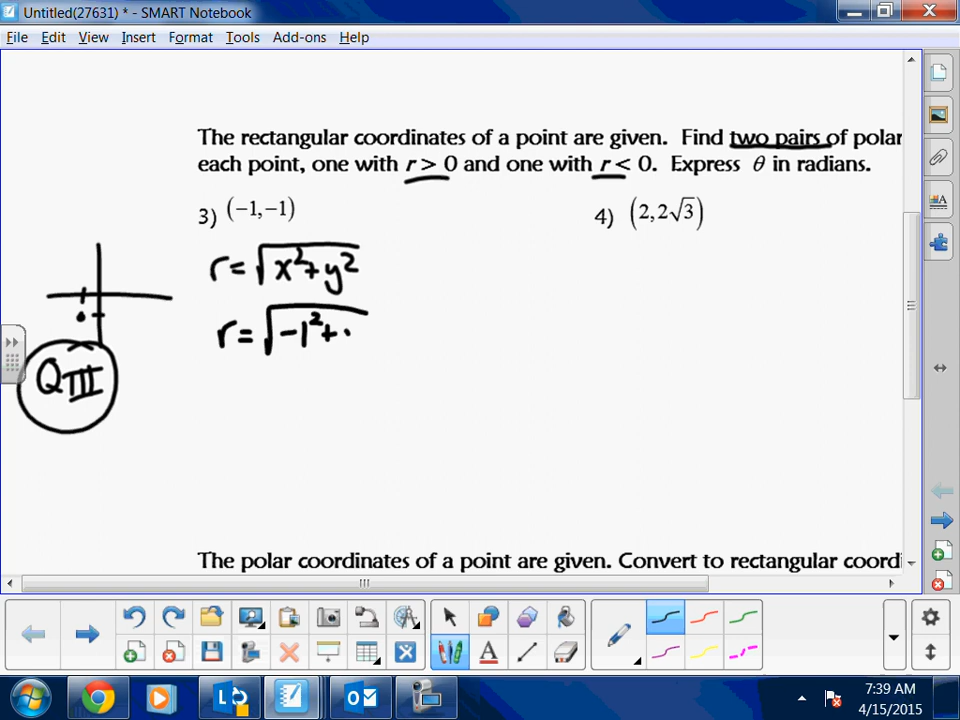 Untitled(27631) * - SMART Notebook
File Edit View Insert Format Tools Add-ons Help
The rectangular coordinates of a point are given. Find two pairs of polar
each point, one with r > 0 and one with r < 0. Express θ in radians.
3) (−1,−1)
4) (2,2√3)
r=√x²+y²
r=√-1²+
QIII
The polar coordinates of a point are given. Convert to rectangular coordi
7:39 AM
4/15/2015